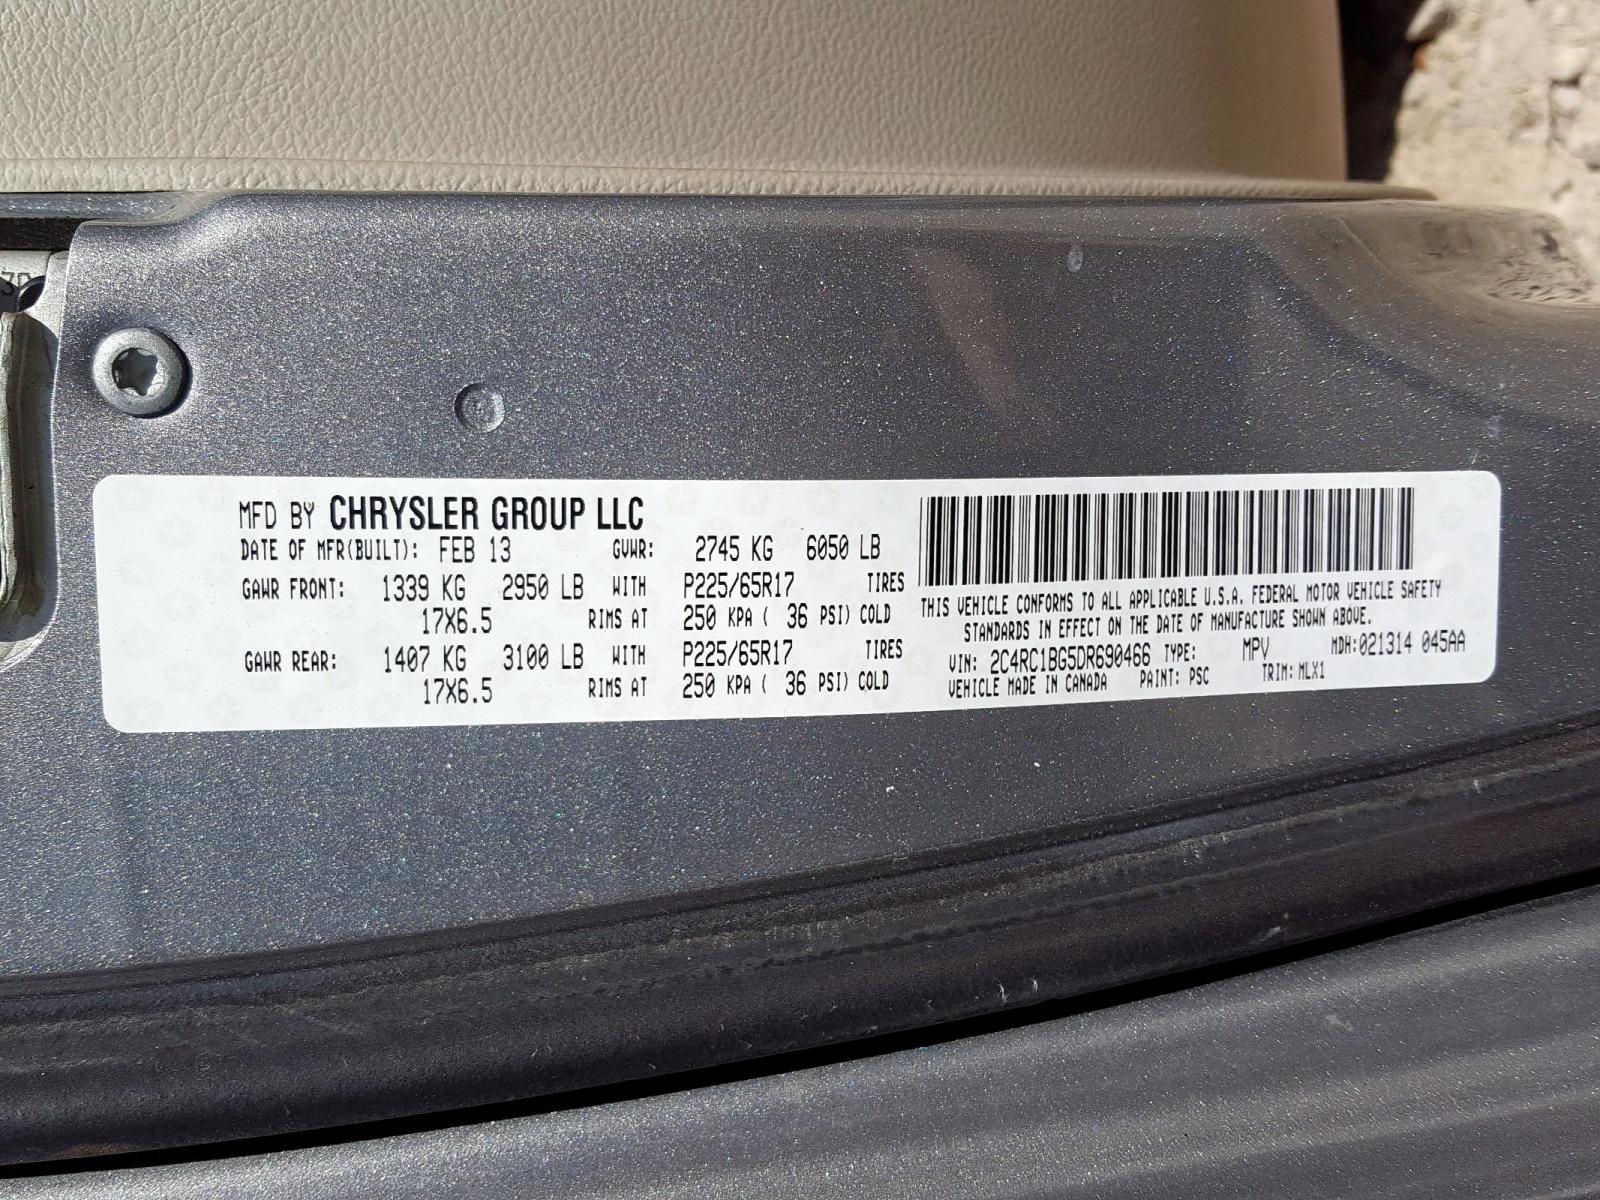 MFD BY CHRYSLER GROUP LLC
DATE OF MFR(BUILT): FEB 13 GVWR: 2745 KG 6050 LB
GAWR FRONT: 1339 KG 2950 LB WITH P225/65R17 TIRES
17X6.5 RIMS AT 250 KPA ( 36 PSI) COLD
GAWR REAR: 1407 KG 3100 LB WITH P225/65R17 TIRES
17X6.5 RIMS AT 250 KPA ( 36 PSI) COLD
THIS VEHICLE CONFORMS TO ALL APPLICABLE U.S.A. FEDERAL MOTOR VEHICLE SAFETY
STANDARDS IN EFFECT ON THE DATE OF MANUFACTURE SHOWN ABOVE.
VIN: 2C4RC1BG5DR690466 TYPE: MPV MDH:021314 045AA
VEHICLE MADE IN CANADA PAINT: PSC TRIM: MLX1